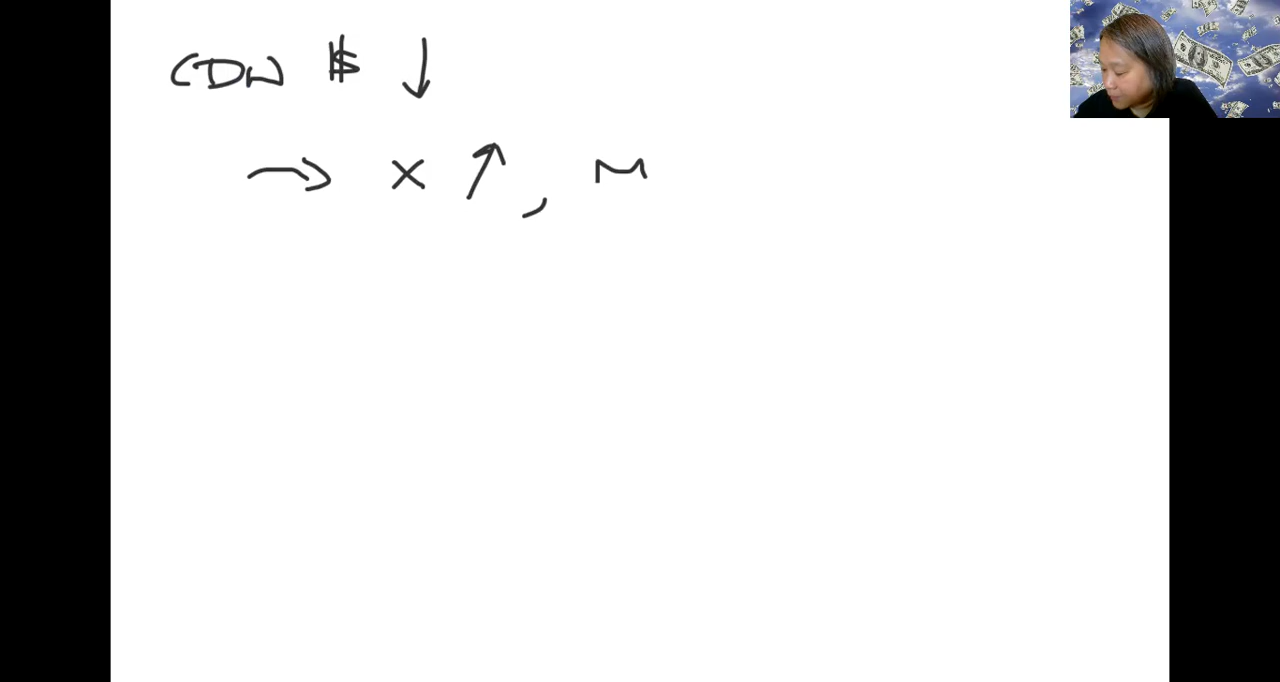 CDN $ ↓
→ X ↑, M